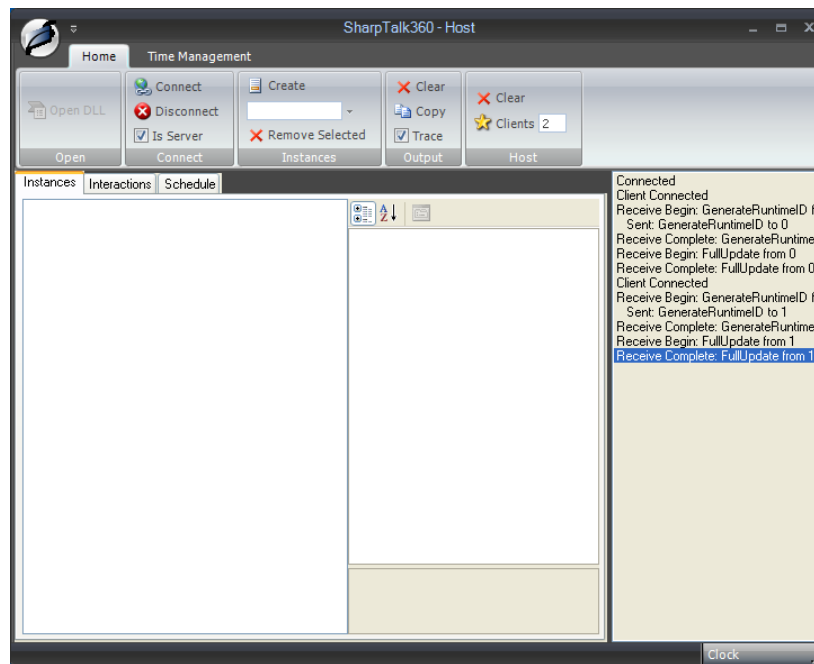 SharpTalk360 - Host
Home Time Management
Open DLL
Open
Connect
Disconnect
Is Server
Connect
Create
Remove Selected
Instances
Clear
Copy
Trace
Output
Clear
Clients 2
Host
Instances Interactions Schedule
Connected
Client Connected
Receive Begin: GenerateRuntimeID f
Sent: GenerateRuntimeID to 0
Receive Complete: GenerateRuntime
Receive Begin: FullUpdate from 0
Receive Complete: FullUpdate from 0
Client Connected
Receive Begin: GenerateRuntimeID f
Sent: GenerateRuntimeID to 1
Receive Complete: GenerateRuntime
Receive Begin: FullUpdate from 1
Receive Complete: FullUpdate from 1
Clock